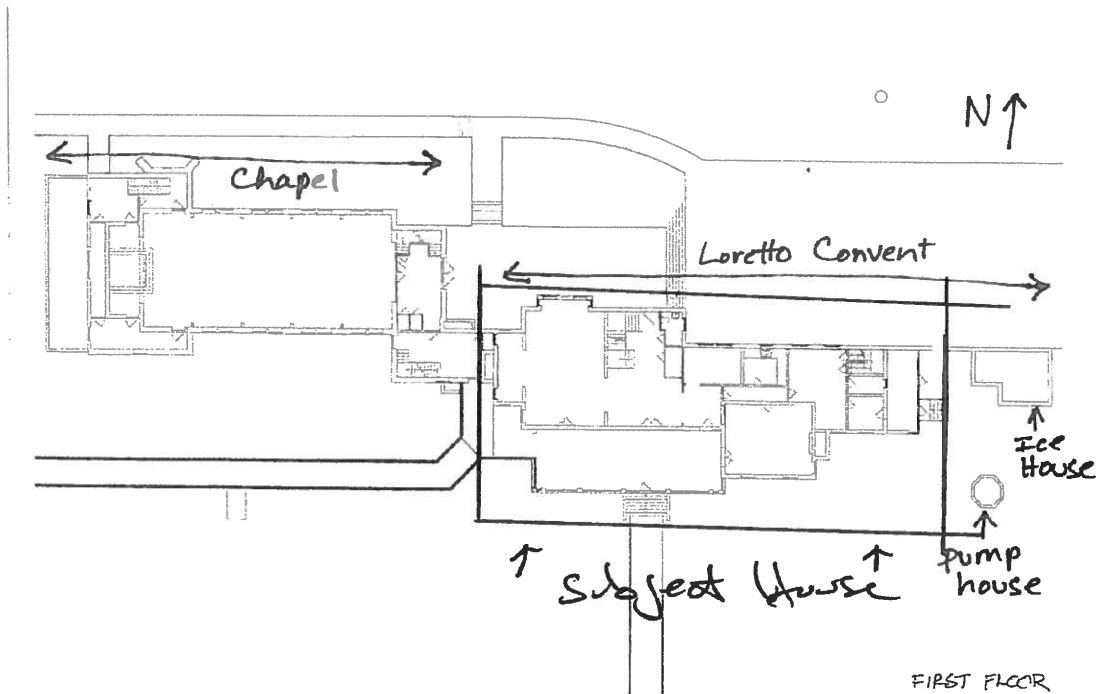 N
Chapel
Loretto Convent
Ice
House
pump
house
Subject House
FIRST FLOOR